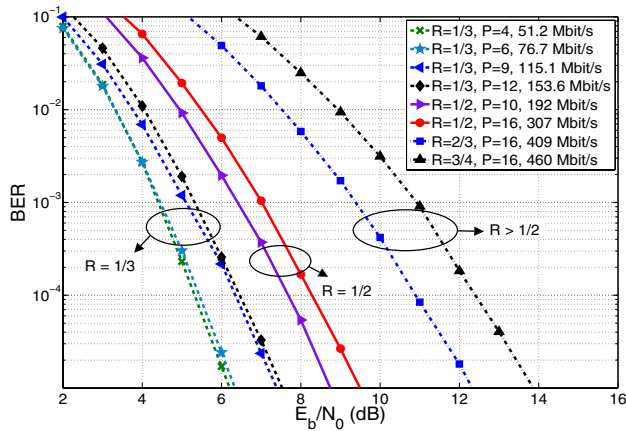 10⁻¹
10⁻²
10⁻³
10⁻⁴
BER
R=1/3, P=4, 51.2 Mbit/s
R=1/3, P=6, 76.7 Mbit/s
R=1/3, P=9, 115.1 Mbit/s
R=1/3, P=12, 153.6 Mbit/s
R=1/2, P=10, 192 Mbit/s
R=1/2, P=16, 307 Mbit/s
R=2/3, P=16, 409 Mbit/s
R=3/4, P=16, 460 Mbit/s
R > 1/2
R = 1/3
R = 1/2
2 4 6 8 10 12 14 16
E_b/N_0 (dB)